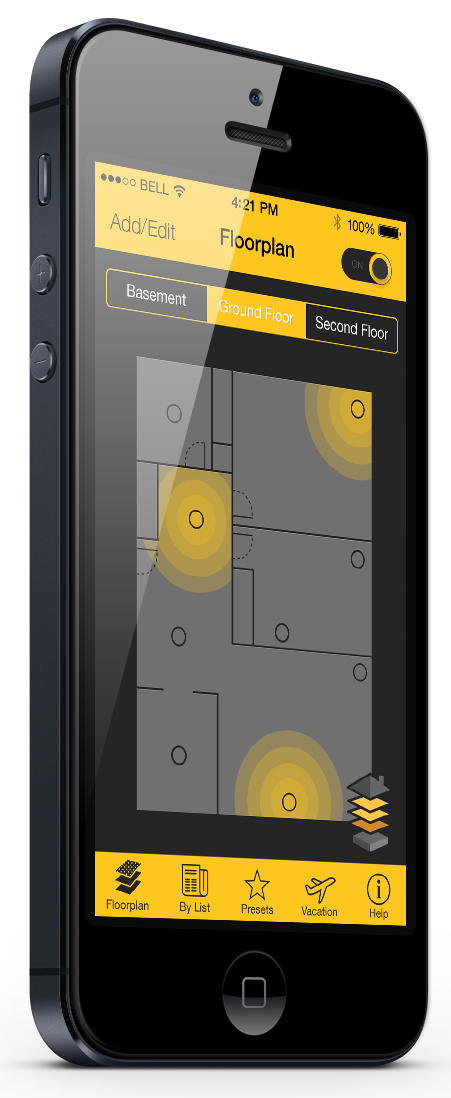 BELL 4:21 PM 100%
Add/Edit Floorplan ON
Basement Ground Floor Second Floor
Floorplan By List Presets Vacation Help